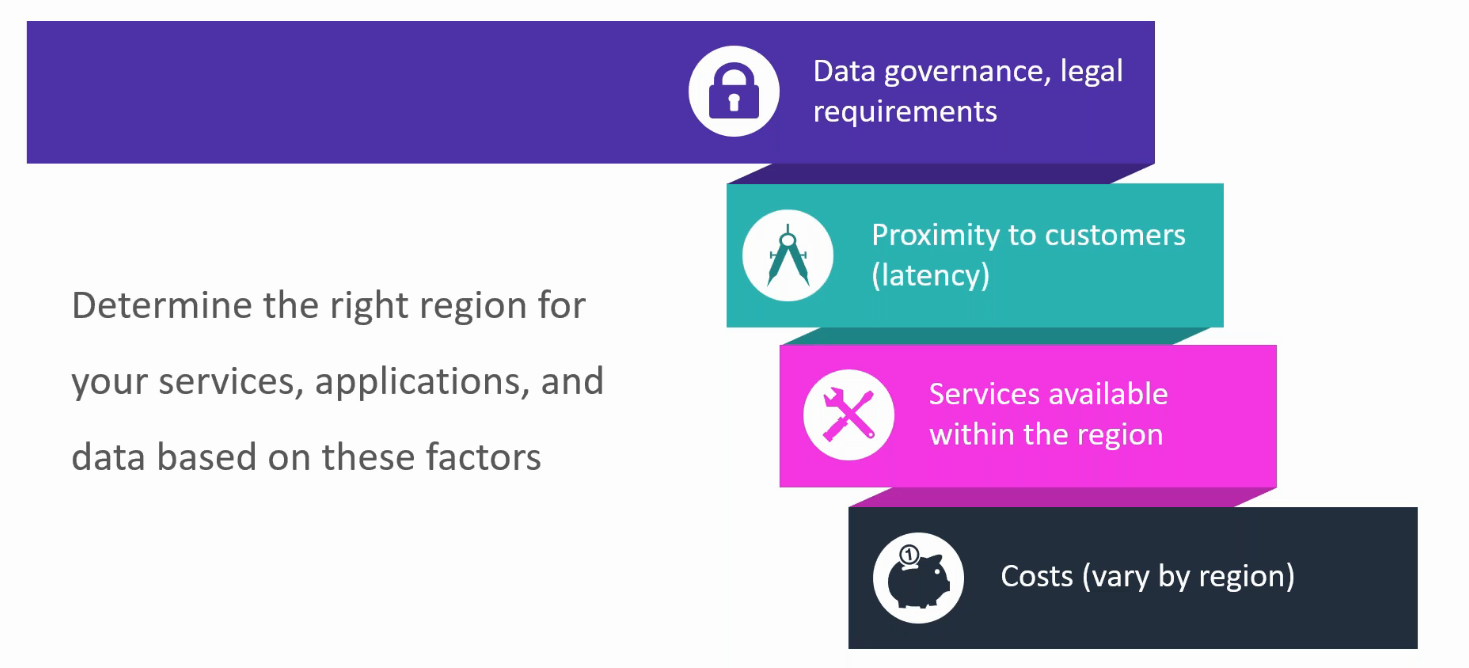 Data governance, legal
requirements
Proximity to customers
(latency)
Determine the right region for
your services, applications, and
data based on these factors
Services available
within the region
1
Costs (vary by region)